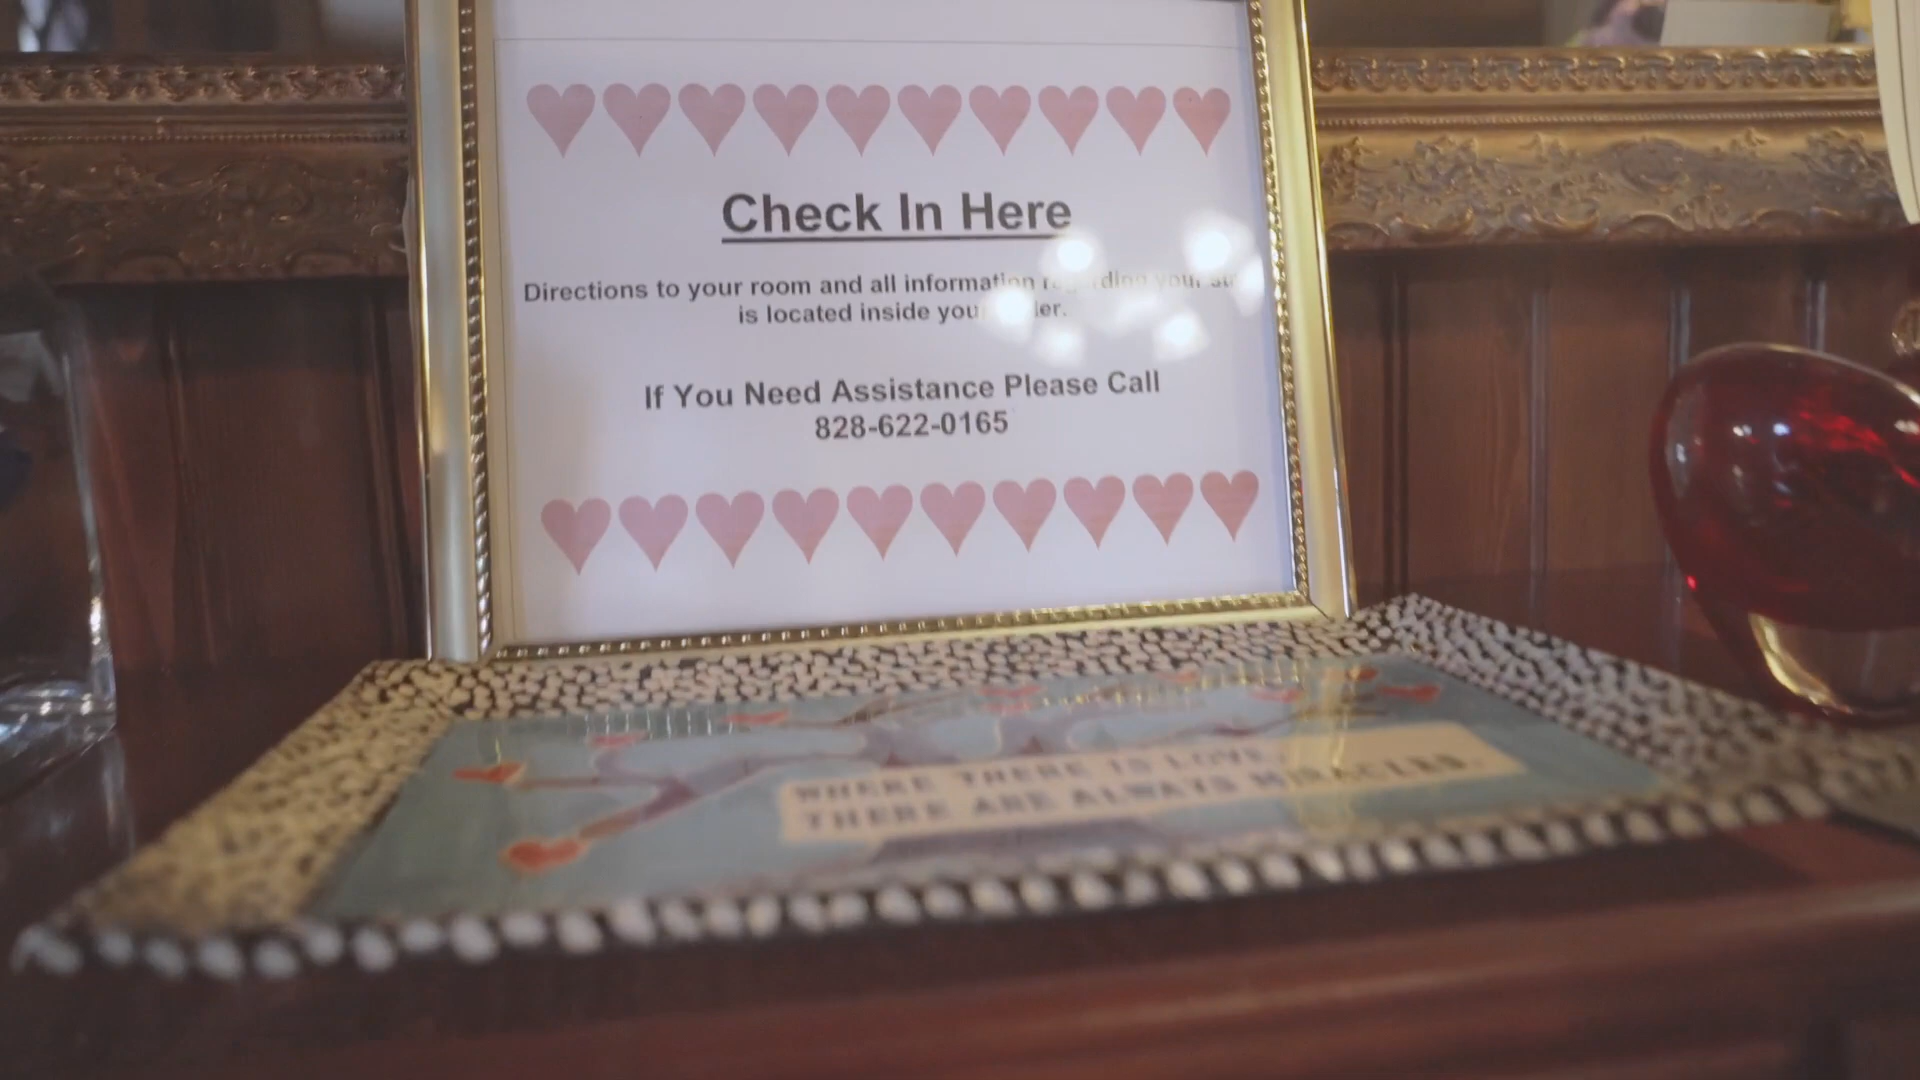 Check In Here
Directions to your room and all information your
is located inside
If You Need Assistance Please Call
828-622-0165
WHERE THERE IS LOVE
THERE ARE ALWAYS MIRACLES.